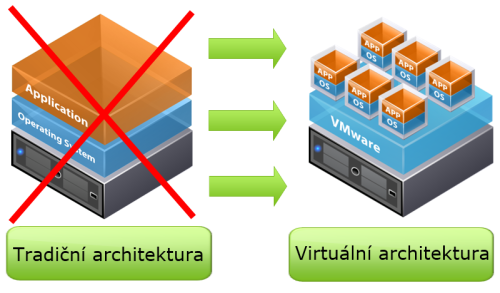 Application
Operating System
VMware
APP
OS
APP
OS
APP
OS
APP
OS
APP
OS
APP
OS
Tradiční architektura
Virtuální architektura